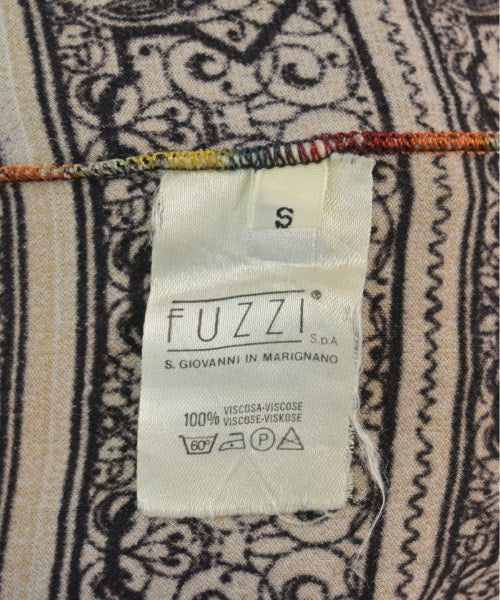 S
FUZZI®
S.p.A
S. GIOVANNI IN MARIGNANO
100% VISCOSA-VISCOSE
VISCOSE-VISKOSE
60° P